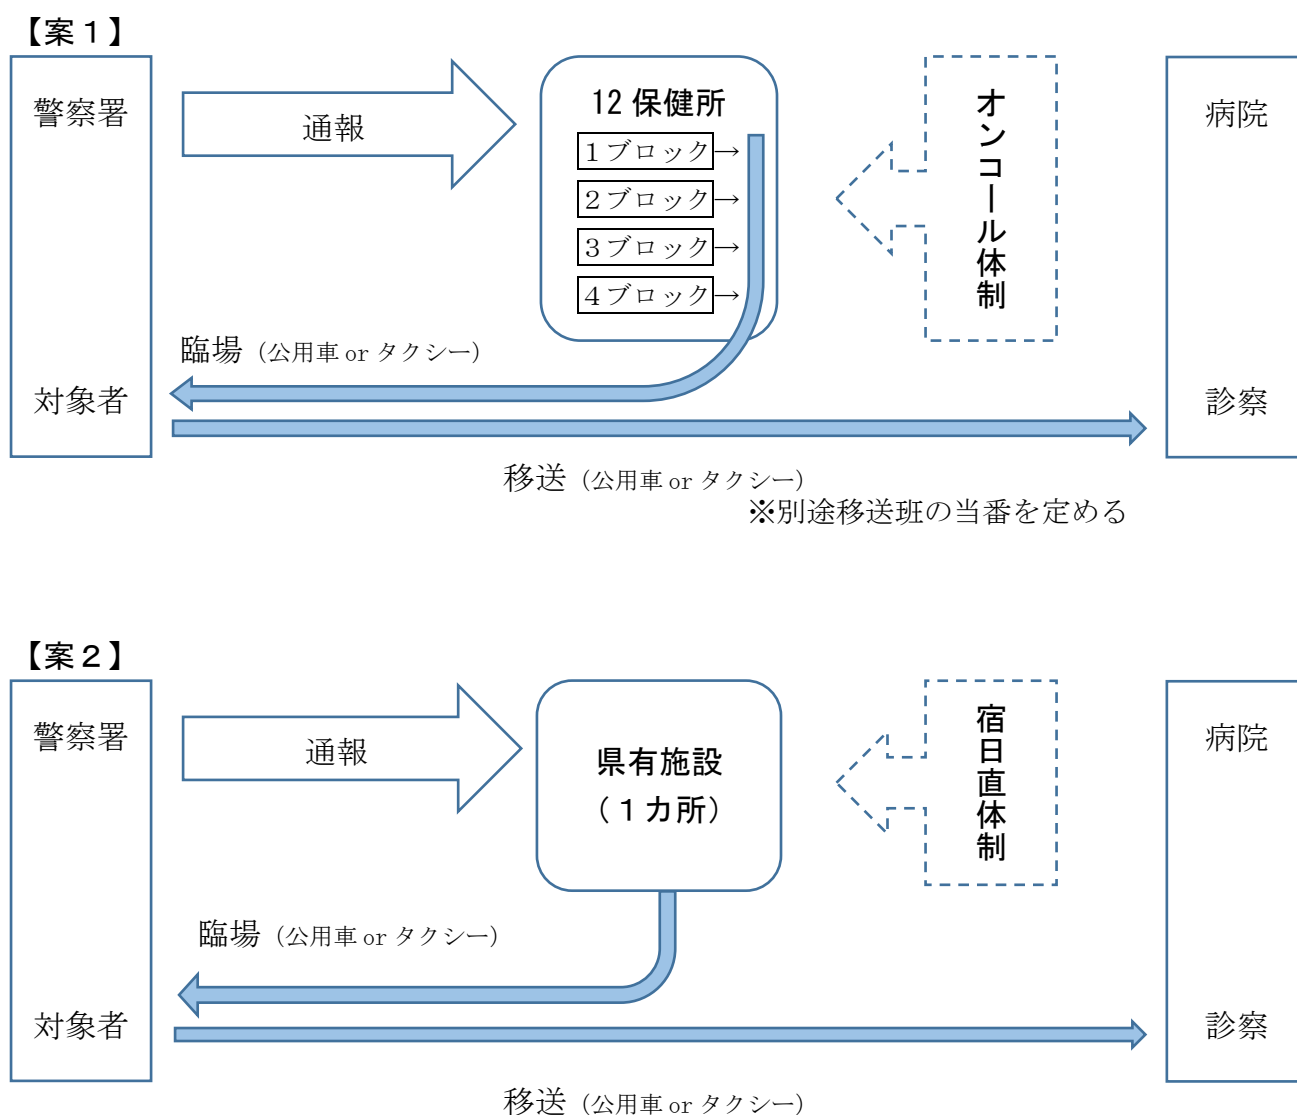 【案１】
警察署
通報
12 保健所
１ブロック→
２ブロック→
３ブロック→
４ブロック→
オンコール体制
病院
臨場（公用車 or タクシー）
対象者
診察
移送（公用車 or タクシー）
※別途移送班の当番を定める
【案２】
警察署
通報
県有施設
（１カ所）
宿日直体制
病院
臨場（公用車 or タクシー）
対象者
診察
移送（公用車 or タクシー）